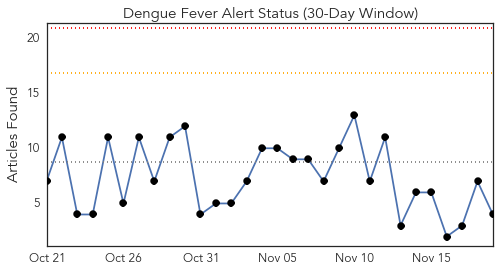 Dengue Fever Alert Status (30-Day Window)
Articles Found
20
15
10
5
Oct 21 Oct 26 Oct 31 Nov 05 Nov 10 Nov 15